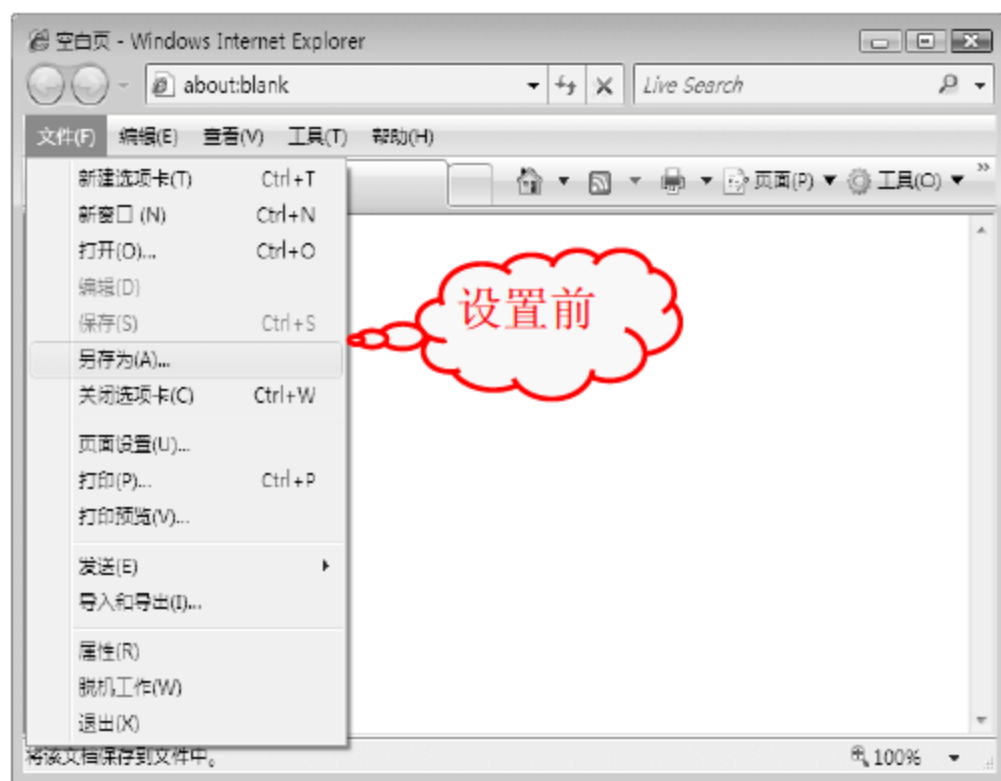 空白页 - Windows Internet Explorer
about:blank
Live Search
文件(F) 编辑(E) 查看(V) 工具(T) 帮助(H)
页面(P) 工具(O)
新建选项卡(T) Ctrl+T
新窗口 (N) Ctrl+N
打开(O)... Ctrl+O
编辑(D)
保存(S) Ctrl+S
另存为(A)...
关闭选项卡(C) Ctrl+W
页面设置(U)...
打印(P)... Ctrl+P
打印预览(V)...
发送(E)
导入和导出(I)...
属性(R)
脱机工作(W)
退出(X)
设置前
将该文档保存到文件中。
100%